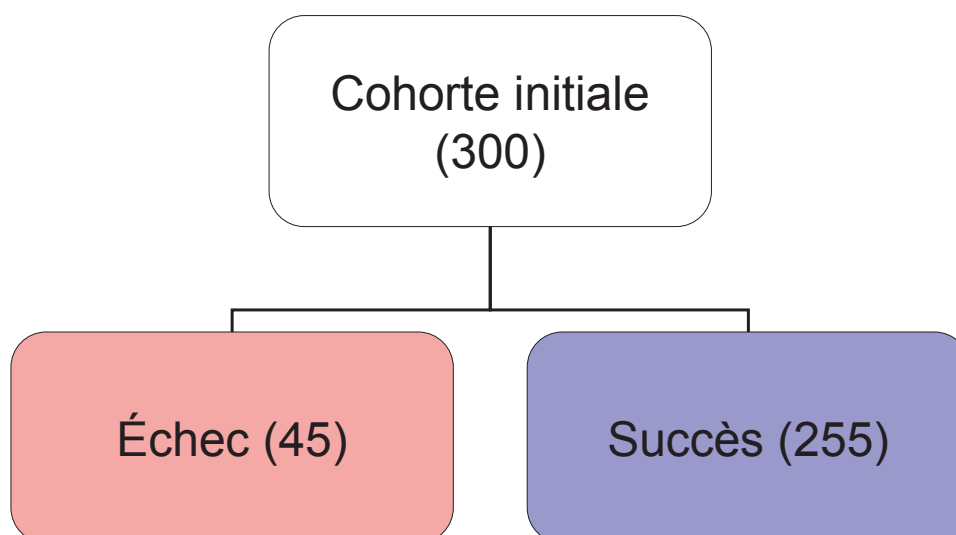 Cohorte initiale
(300)
Échec (45)
Succès (255)